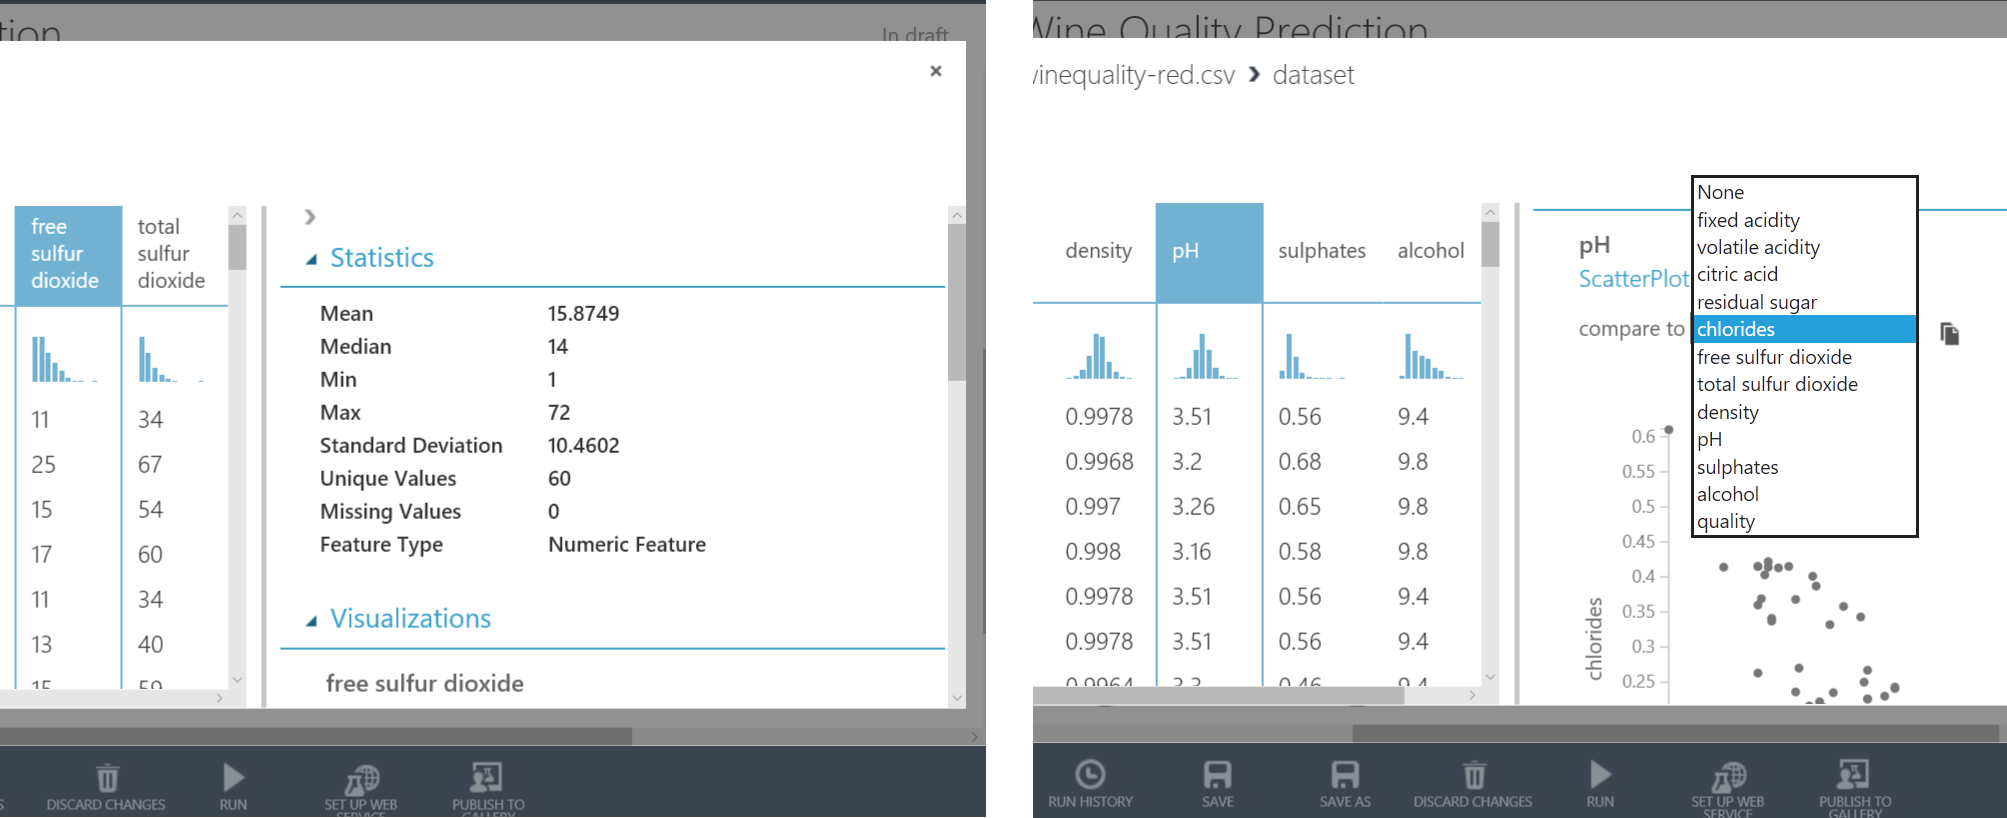 tion
In draft
free
sulfur
dioxide
total
sulfur
dioxide
11 34
25 67
15 54
17 60
11 34
13 40
15 59
Statistics
Mean 15.8749
Median 14
Min 1
Max 72
Standard Deviation 10.4602
Unique Values 60
Missing Values 0
Feature Type Numeric Feature
Visualizations
free sulfur dioxide
S
DISCARD CHANGES
RUN
SET UP WEB
SERVICE
PUBLISH TO
GALLERY
Wine Quality Prediction
winequality-red.csv › dataset
density pH sulphates alcohol
0.9978 3.51 0.56 9.4
0.9968 3.2 0.68 9.8
0.997 3.26 0.65 9.8
0.998 3.16 0.58 9.8
0.9978 3.51 0.56 9.4
0.9978 3.51 0.56 9.4
0.9964 3.3 0.46 9.4
pH
ScatterPlot
compare to
None
fixed acidity
volatile acidity
citric acid
residual sugar
chlorides
free sulfur dioxide
total sulfur dioxide
density
pH
sulphates
alcohol
quality
0.6
0.55
0.5
0.45
0.4
0.35
0.3
0.25
chlorides
RUN HISTORY
SAVE
SAVE AS
DISCARD CHANGES
RUN
SET UP WEB
SERVICE
PUBLISH TO
GALLERY